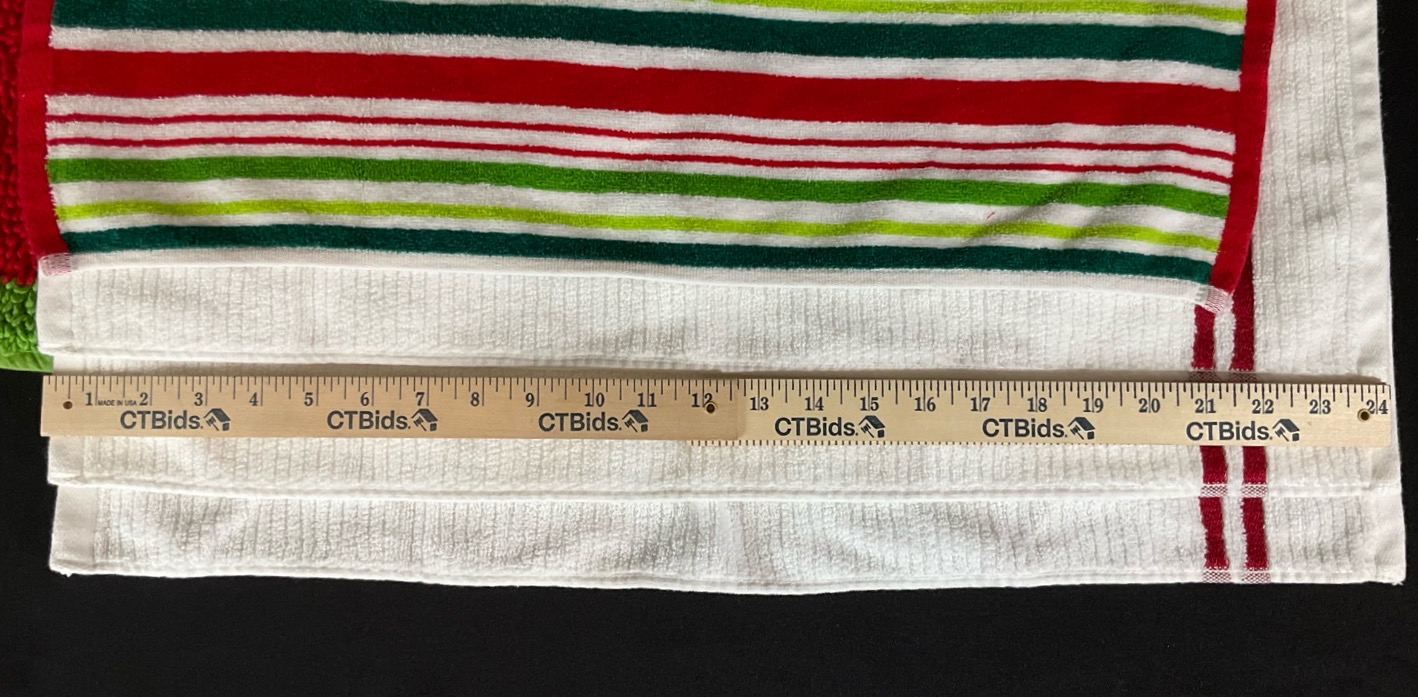 1 MADE IN USA 2 3 4 5 6 7 8 9 10 11 12 13 14 15 16 17 18 19 20 21 22 23 24
CTBids. CTBids. CTBids. CTBids. CTBids. CTBids.